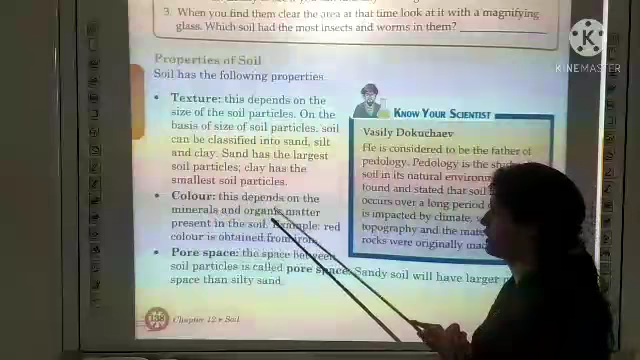 3. When you find them clear the area at that time look at it with a magnifying
glass. Which soil had the most insects and worms in them?
KINEMASTER
Properties of Soil
Soil has the following properties
• Texture: this depends on the
size of the soil particles. On the
basis of size of soil particles, soil
can be classified into sand, silt
and clay. Sand has the largest
soil particles; clay has the
smallest soil particles.
• Colour: this depends on the
minerals and organic matter
present in the soil. Example: red
colour is obtained from iron.
• Pore space: the space between
soil particles is called pore space. Sandy soil will have larger
space than silty sand.
KNOW YOUR SCIENTIST
Vasily Dokuchaev
He is considered to be the father of
pedology. Pedology is the study of
soil in its natural
found and stated that soil
occurs over a long period
is impacted by climate,
topography and the
rocks were originally
138 Chapter 12 • Soil